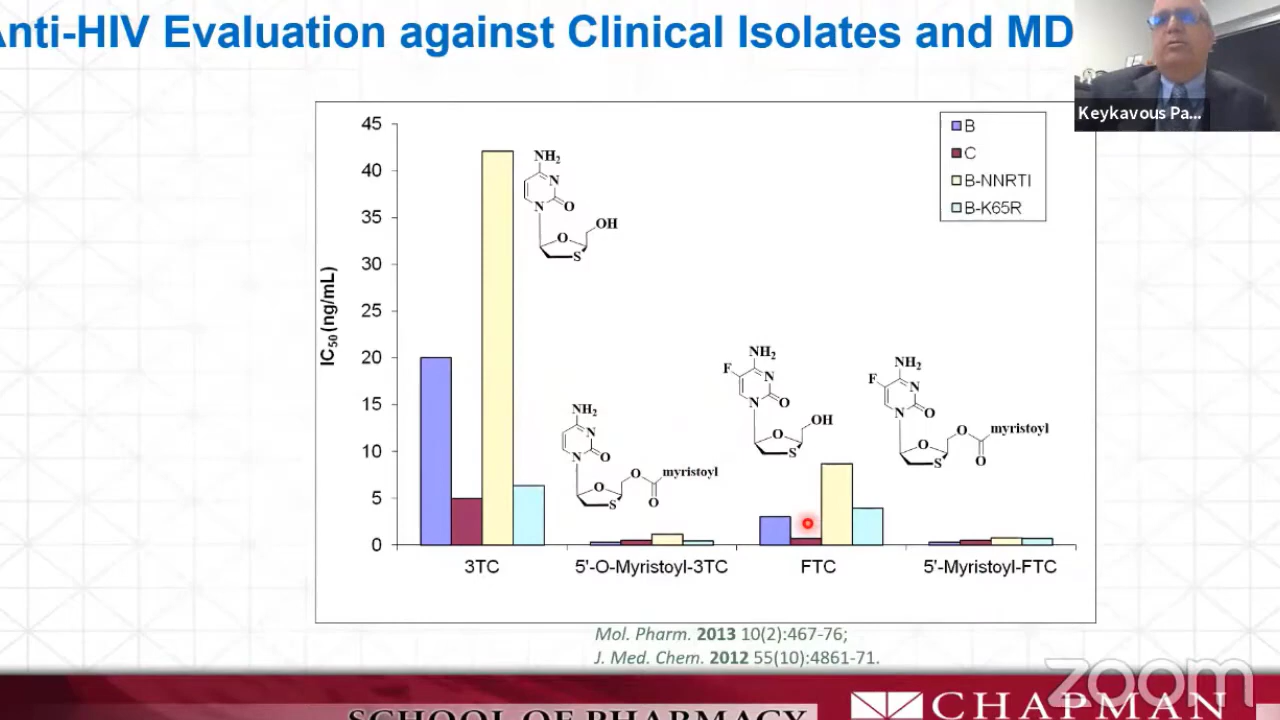 Anti-HIV Evaluation against Clinical Isolates and MD
Keykavous Pa...
B
C
B-NNRTI
B-K65R
IC50 (ng/mL)
45
40
35
30
25
20
15
10
5
0
NH2
N
N
O
OH
O
S
NH2
N
N
O
O
myristoyl
O
S
O
NH2
F
N
N
O
OH
O
S
NH2
F
N
N
O
O
myristoyl
O
S
O
3TC
5'-O-Myristoyl-3TC
FTC
5'-Myristoyl-FTC
Mol. Pharm. 2013 10(2):467-76;
J. Med. Chem. 2012 55(10):4861-71.
zoom
SCHOOL OF PHARMACY
CHAPMAN